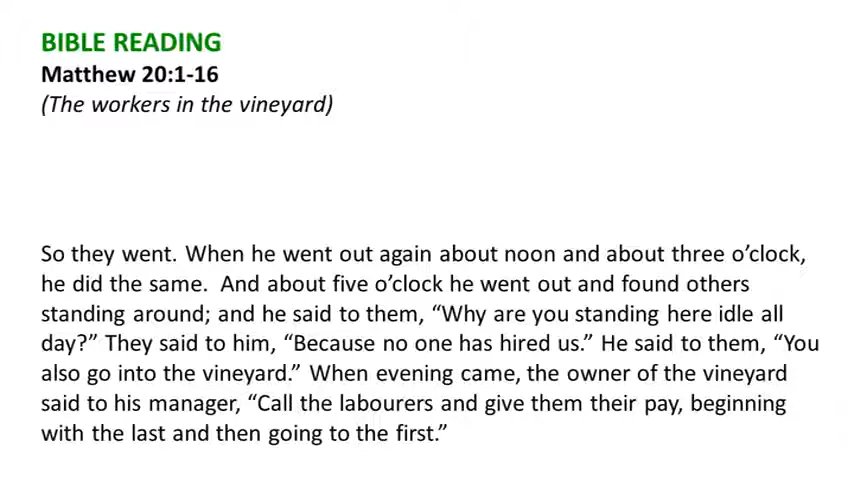 BIBLE READING
Matthew 20:1-16
(The workers in the vineyard)
So they went. When he went out again about noon and about three o’clock,
he did the same.  And about five o’clock he went out and found others
standing around; and he said to them, “Why are you standing here idle all
day?” They said to him, “Because no one has hired us.” He said to them, “You
also go into the vineyard.” When evening came, the owner of the vineyard
said to his manager, “Call the labourers and give them their pay, beginning
with the last and then going to the first.”